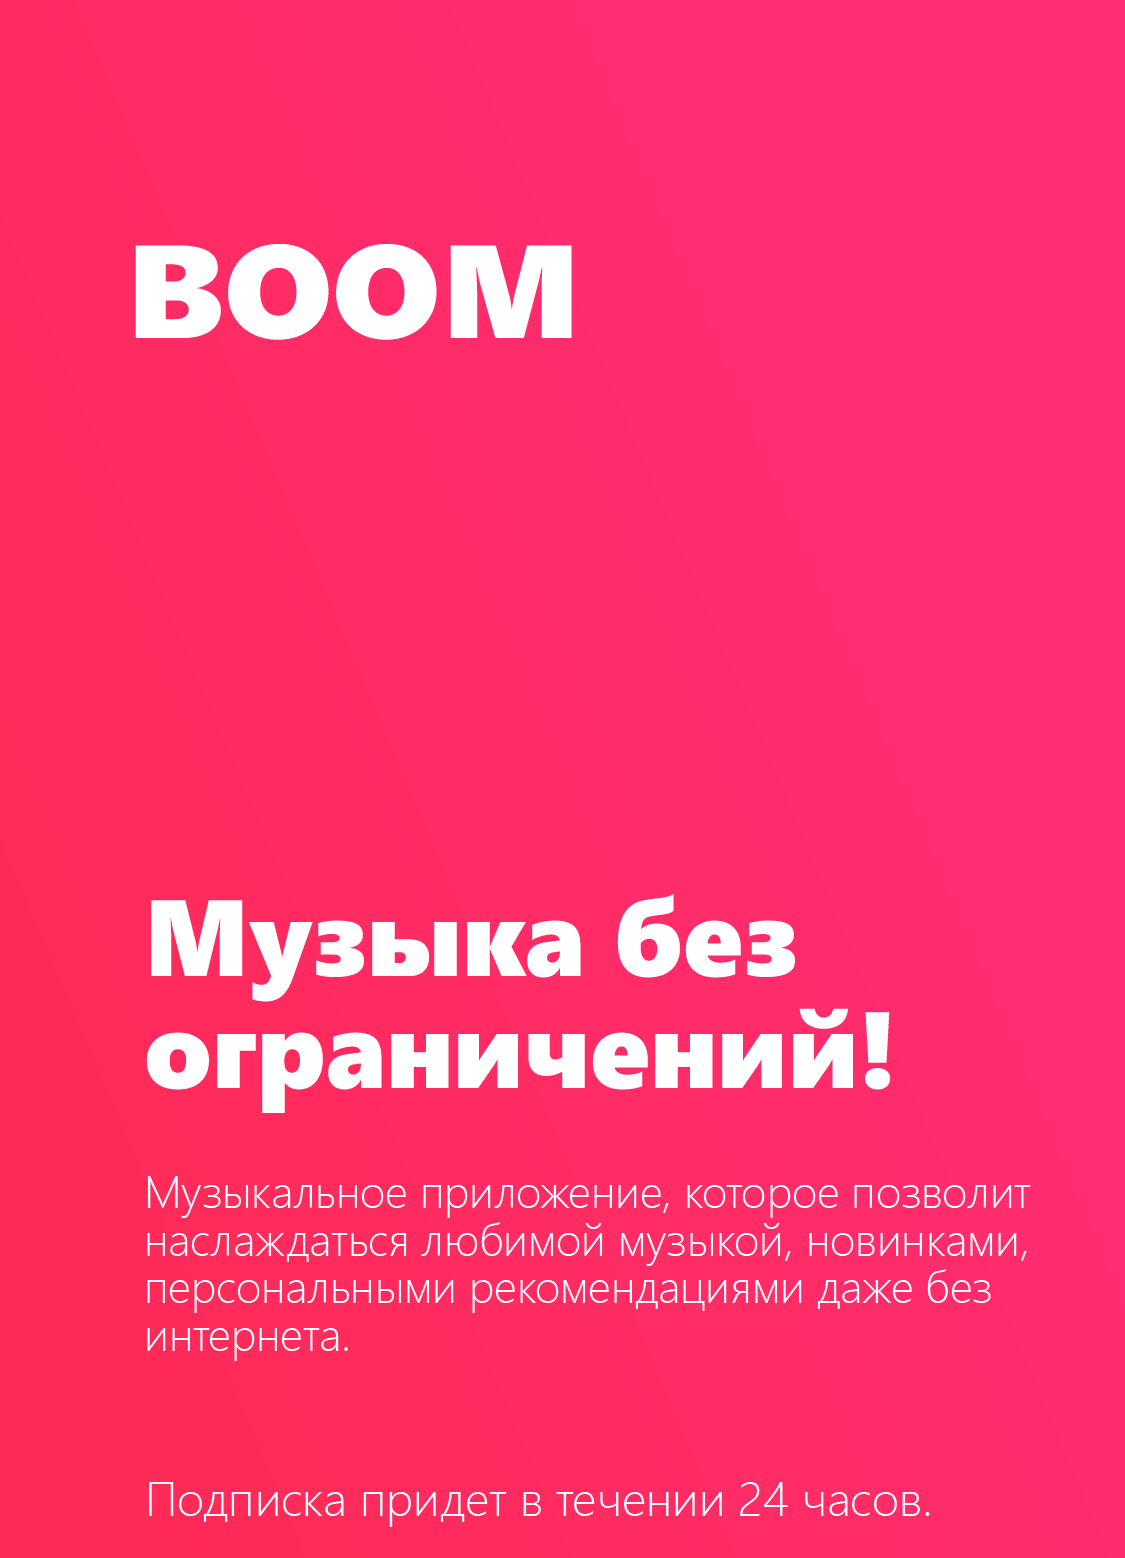 BOOM
Музыка без
ограничений!
Музыкальное приложение, которое позволит
наслаждаться любимой музыкой, новинками,
персональными рекомендациями даже без
интернета.
Подписка придет в течении 24 часов.